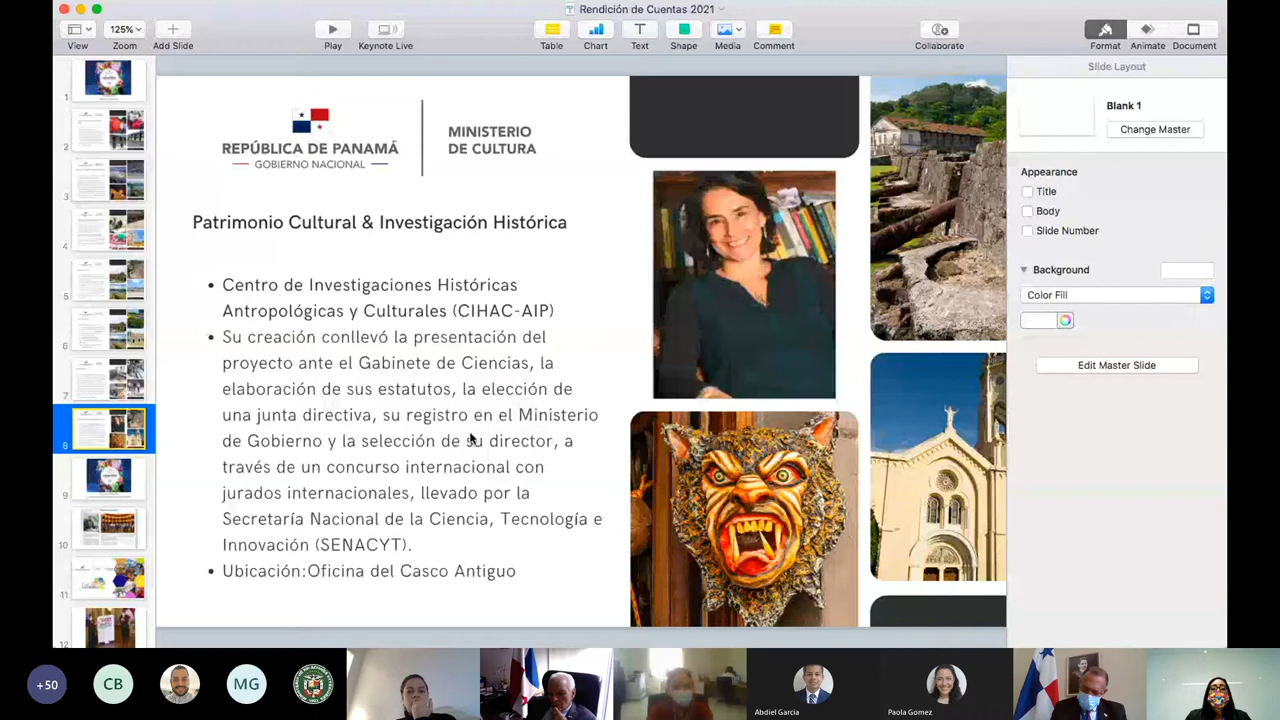 Rendición de Cuentas 2021
125%
View
Zoom
Add Slide
Play
Keynote Live
Table
Chart
Text
Shape
Media
Comment
Collaborate
Format
Animate
Document
Slide Layout
Blank 1
Change Master
Appearance
Title
Body
Slide Number
Background
Color Fill
Edit Master Slide
1
2
3
4
5
6
7
8
9
10
11
12
REPÚBLICA DE PANAMÁ
GOBIERNO NACIONAL
MINISTERIO
DE CULTURA
Patrimonio Cultural & Investigación Histórica
• Centro de Investigaciones Históricas
Antropológicas y Culturales (CIHAC-AIP)
• Su creación conllevó la presentación del
proyecto ante el Gabinete de Ciencias, la
elaboración de sus estatutos, la elección de
una junta directiva, su registro en el Ministerio
de Gobierno y la selección de su director, a
través de un concurso internacional con
jurados internacionales, llevado por la
Secretaría Nacional de la Ciencia, Tecnología e
Innovación (SENACYT).
• Ubicación:Oficina del Casco Antiguo
+50
CB
MG
Abdiel Garcia
Paola Gomez